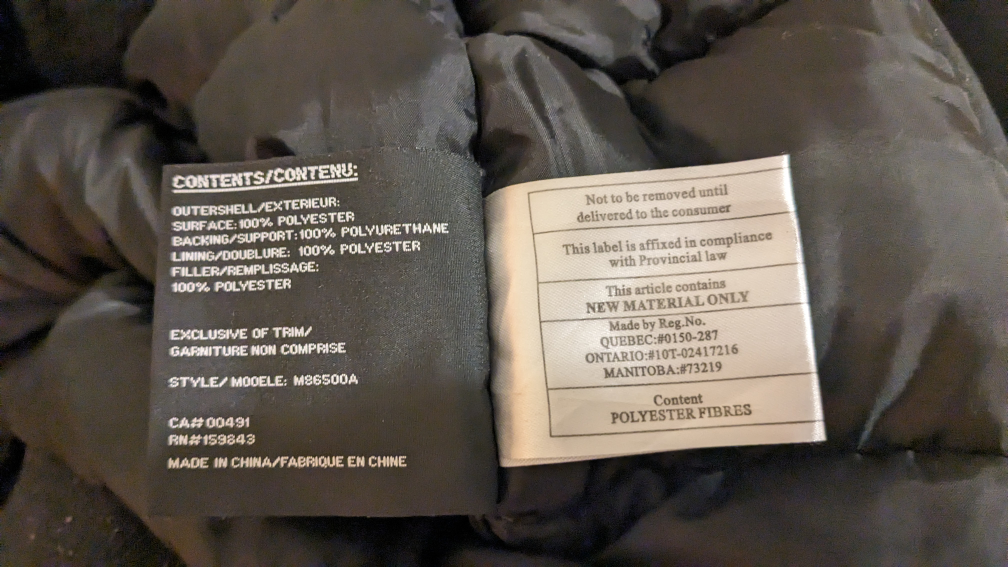 CONTENTS/CONTENU:
OUTERSHELL/EXTERIEUR:
SURFACE:100% POLYESTER
BACKING/SUPPORT:100% POLYURETHANE
LINING/DOUBLURE: 100% POLYESTER
FILLER/REMPLISSAGE:
100% POLYESTER
EXCLUSIVE OF TRIM/
GARNITURE NON COMPRISE
STYLE/MODELE: M86500A
CA#00491
RN#159843
MADE IN CHINA/FABRIQUE EN CHINE
Not to be removed until
delivered to the consumer
This label is affixed in compliance
with Provincial law
This article contains
NEW MATERIAL ONLY
Made by Reg.No.
QUEBEC:#0150-287
ONTARIO:#10T-02417216
MANITOBA:#73219
Content
POLYESTER FIBRES